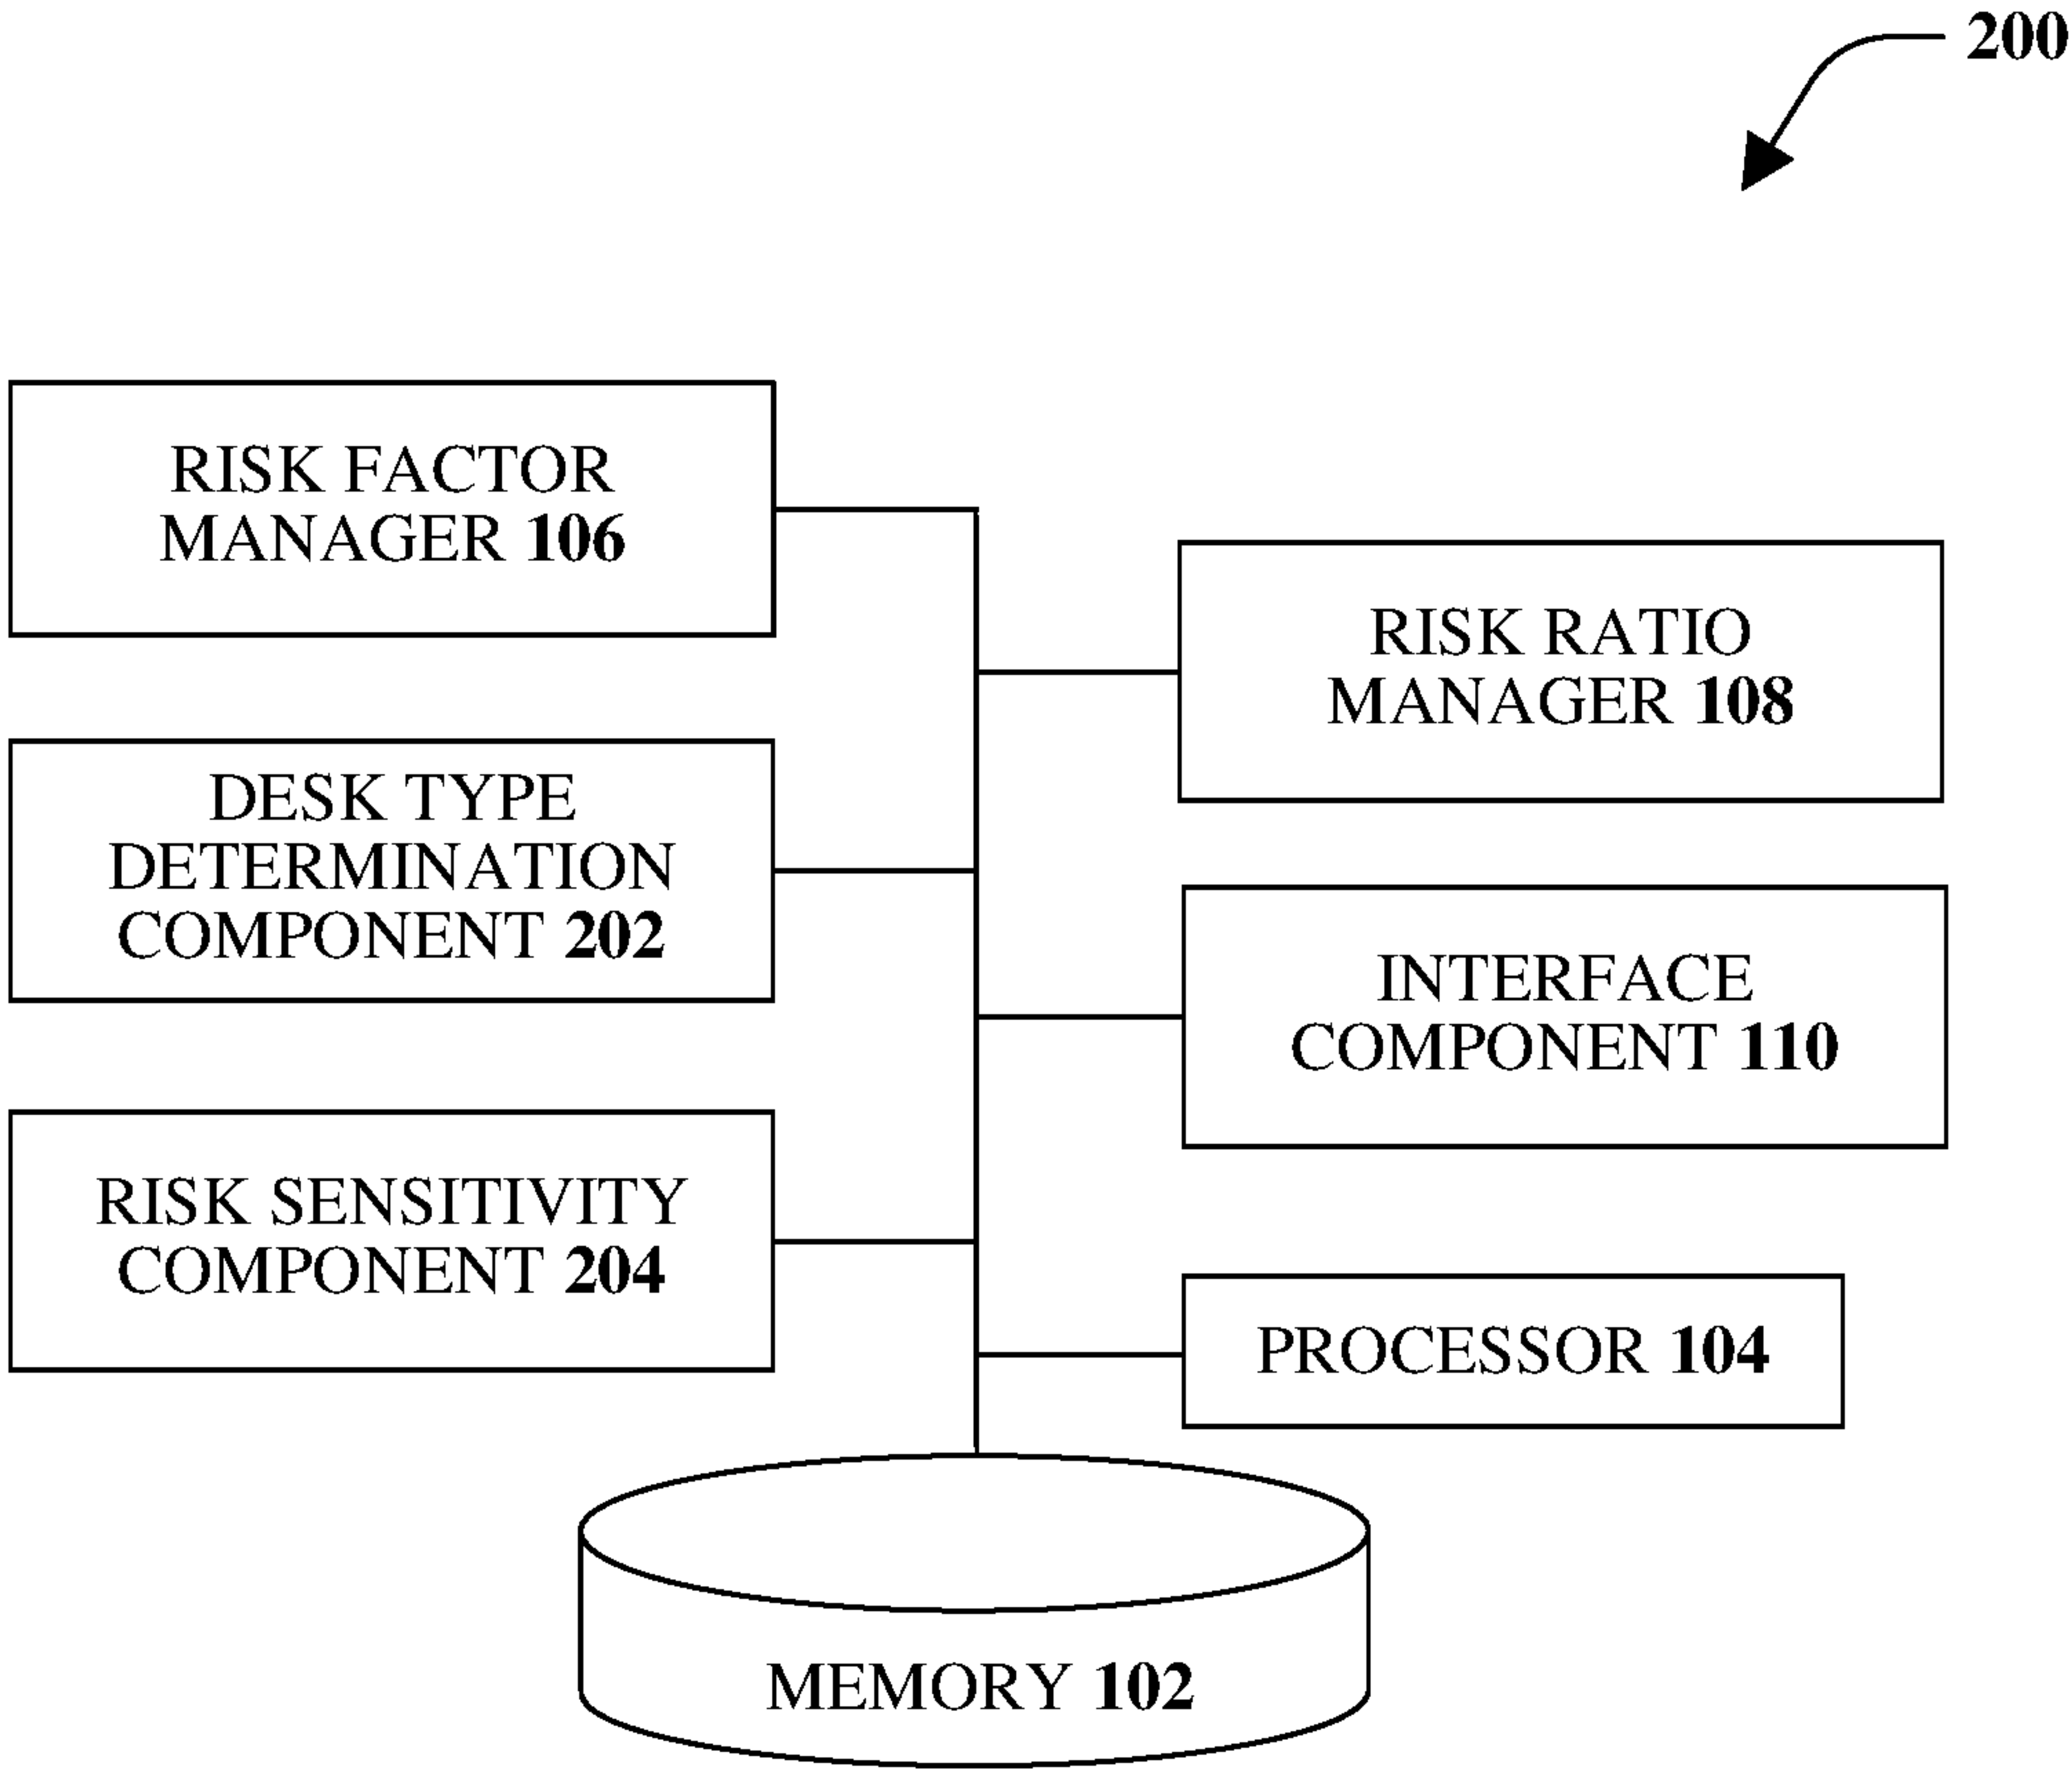 200
RISK FACTOR
MANAGER 106
RISK RATIO
MANAGER 108
DESK TYPE
DETERMINATION
COMPONENT 202
INTERFACE
COMPONENT 110
RISK SENSITIVITY
COMPONENT 204
PROCESSOR 104
MEMORY 102